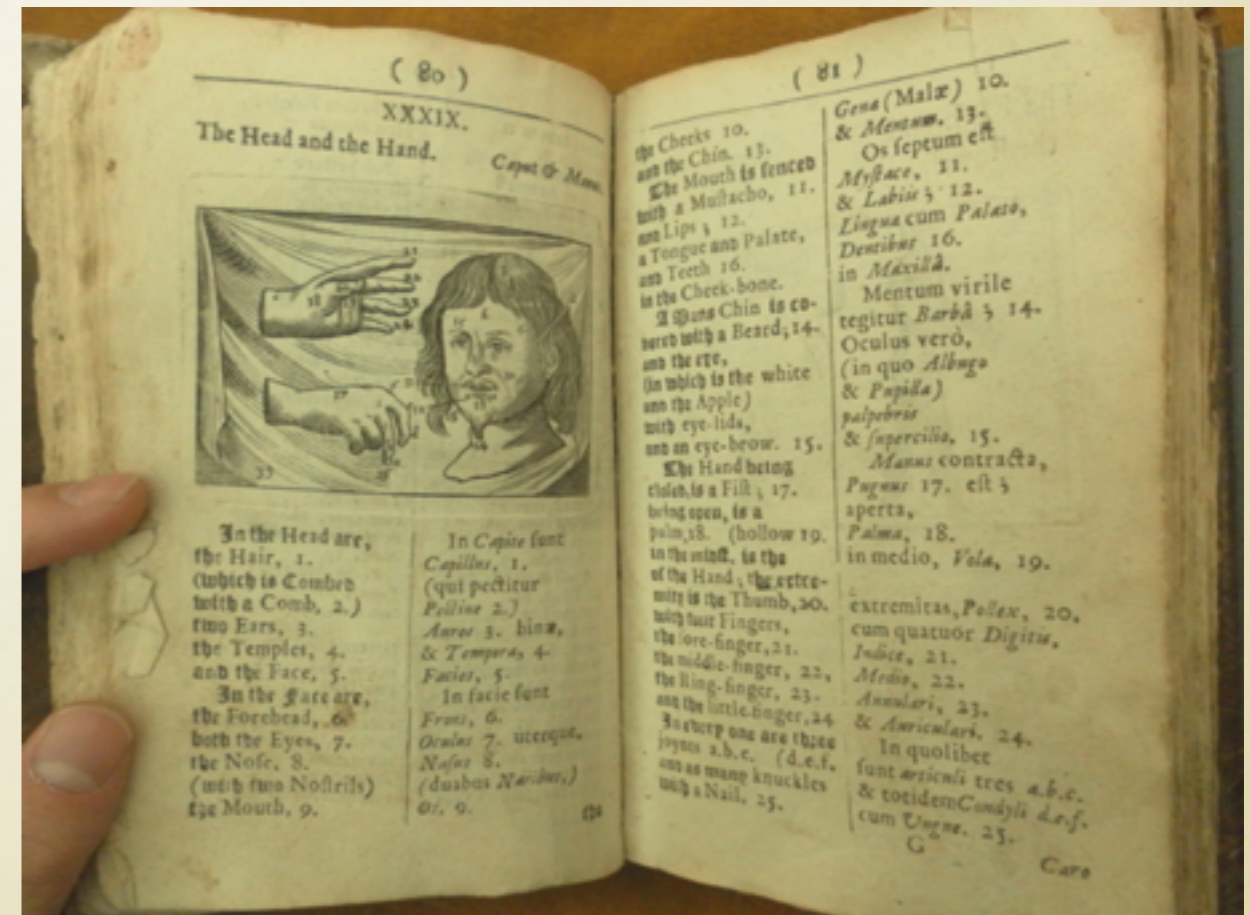 ( 80 )
XXXIX.
The Head and the Hand.
Caput & Manus.
33
In the Head are,
the Hair, 1.
(which is Combed
with a Comb, 2.)
two Ears, 3.
the Temples, 4.
and the Face, 5.
In the Face are,
the Forehead, 6.
both the Eyes, 7.
the Nose, 8.
(with two Nostrils)
the Mouth, 9.
In Capite sunt
Capillus, 1.
(qui pectitur
Pectine 2.)
Aures 3. binæ,
& Tempora, 4.
Facies, 5.
In facie sunt
Frons, 6.
Oculus 7. uterque,
Nasus 8.
(duabus Naribus,)
Os, 9.
the
( 81 )
the Cheeks 10.
and the Chin. 13.
The Mouth is fenced
with a Mustacho, 11.
and Lips ; 12.
a Tongue and Palate,
and Teeth 16.
in the Cheek-bone.
A Mans Chin is co-
vered with a Beard; 14.
and the eye,
(in which is the white
and the Apple)
with eye-lids,
and an eye-brow. 15.
The Hand being
closed, is a Fist ; 17.
being open, is a
palm, 18. (hollow 19.
in the midst, is the
of the Hand ; the extre-
mity is the Thumb, 20.
with four Fingers,
the fore-finger, 21.
the middle-finger, 22,
the Ring-finger, 23.
and the little-finger, 24
In every one are three
joynts a.b.c. (d.e.f.
and as many knuckles
with a Nail, 25.
Gena (Malæ) 10.
& Mentum. 13.
Os septum est
Mystace, 11.
& Labiis ; 12.
Lingua cum Palato,
Dentibus 16.
in Maxillâ.
Mentum virile
tegitur Barbâ ; 14.
Oculus verò,
(in quo Albugo
& Pupilla)
palpebris
& supercilio, 15.
Manus contracta,
Pugnus 17. est ;
aperta,
Palma, 18.
in medio, Vola, 19.
extremitas, Pollex, 20.
cum quatuor Digitis,
Indice, 21.
Medio, 22.
Annulari, 23.
& Auriculari, 24.
In quolibet
sunt articuli tres a.b.c.
& totidem Condyli d.e.f.
cum Ungue. 25.
G
Caro